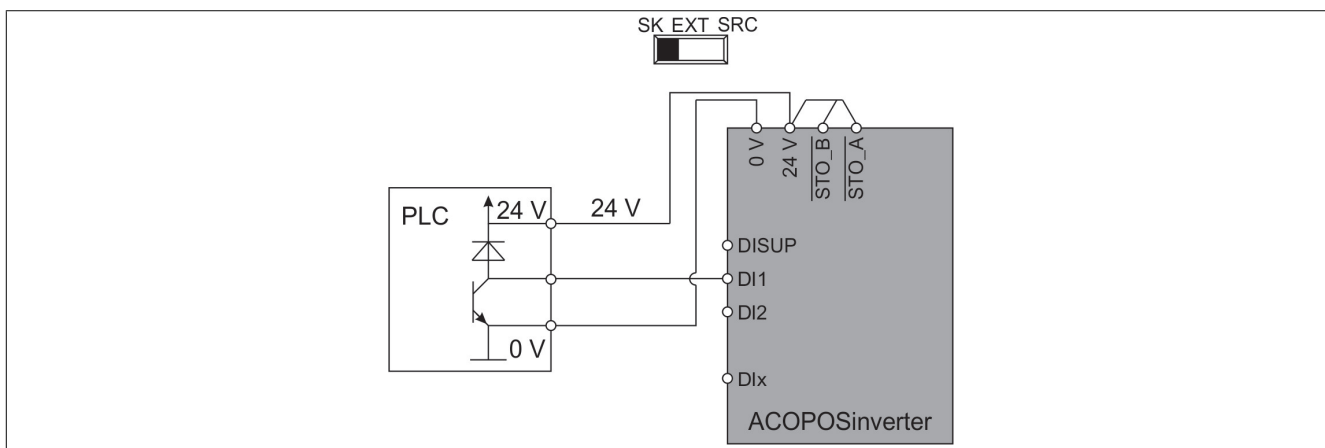 SK EXT SRC
0 V
24 V
STO_B
STO_A
PLC
24 V
24 V
DISUP
DI1
DI2
0 V
DIx
ACOPOSinverter